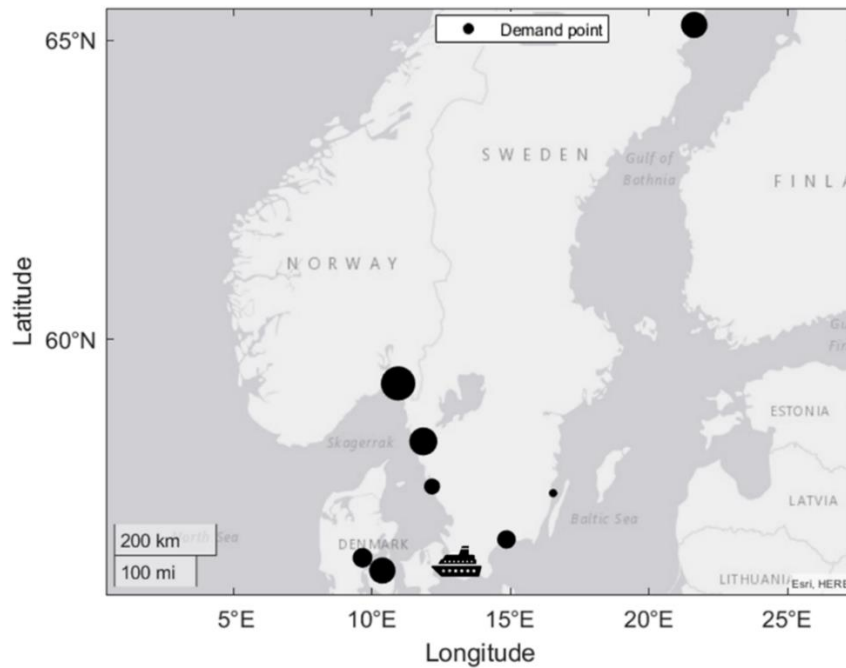 65°N
Demand point
SWEDEN
Gulf of
Bothnia
NORWAY
60°N
ESTONIA
Skagerrak
LATVIA
Baltic Sea
200 km
North Sea
DENMARK
100 mi
LITHUANIA
Esri, HERE
5°E
10°E
15°E
20°E
25°E
Longitude
Latitude